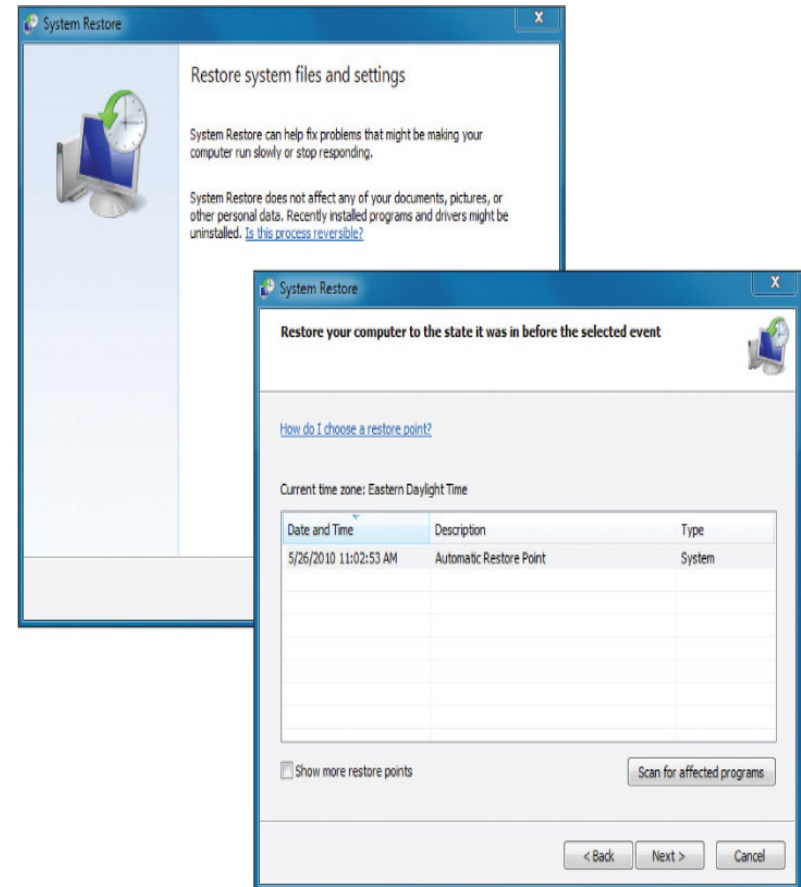 System Restore
X
Restore system files and settings
System Restore can help fix problems that might be making your
computer run slowly or stop responding.
System Restore does not affect any of your documents, pictures, or
other personal data. Recently installed programs and drivers might be
uninstalled. Is this process reversible?
System Restore
X
Restore your computer to the state it was in before the selected event
How do I choose a restore point?
Current time zone: Eastern Daylight Time
Date and Time Description Type
5/26/2010 11:02:53 AM Automatic Restore Point System
Show more restore points
Scan for affected programs
< Back Next > Cancel